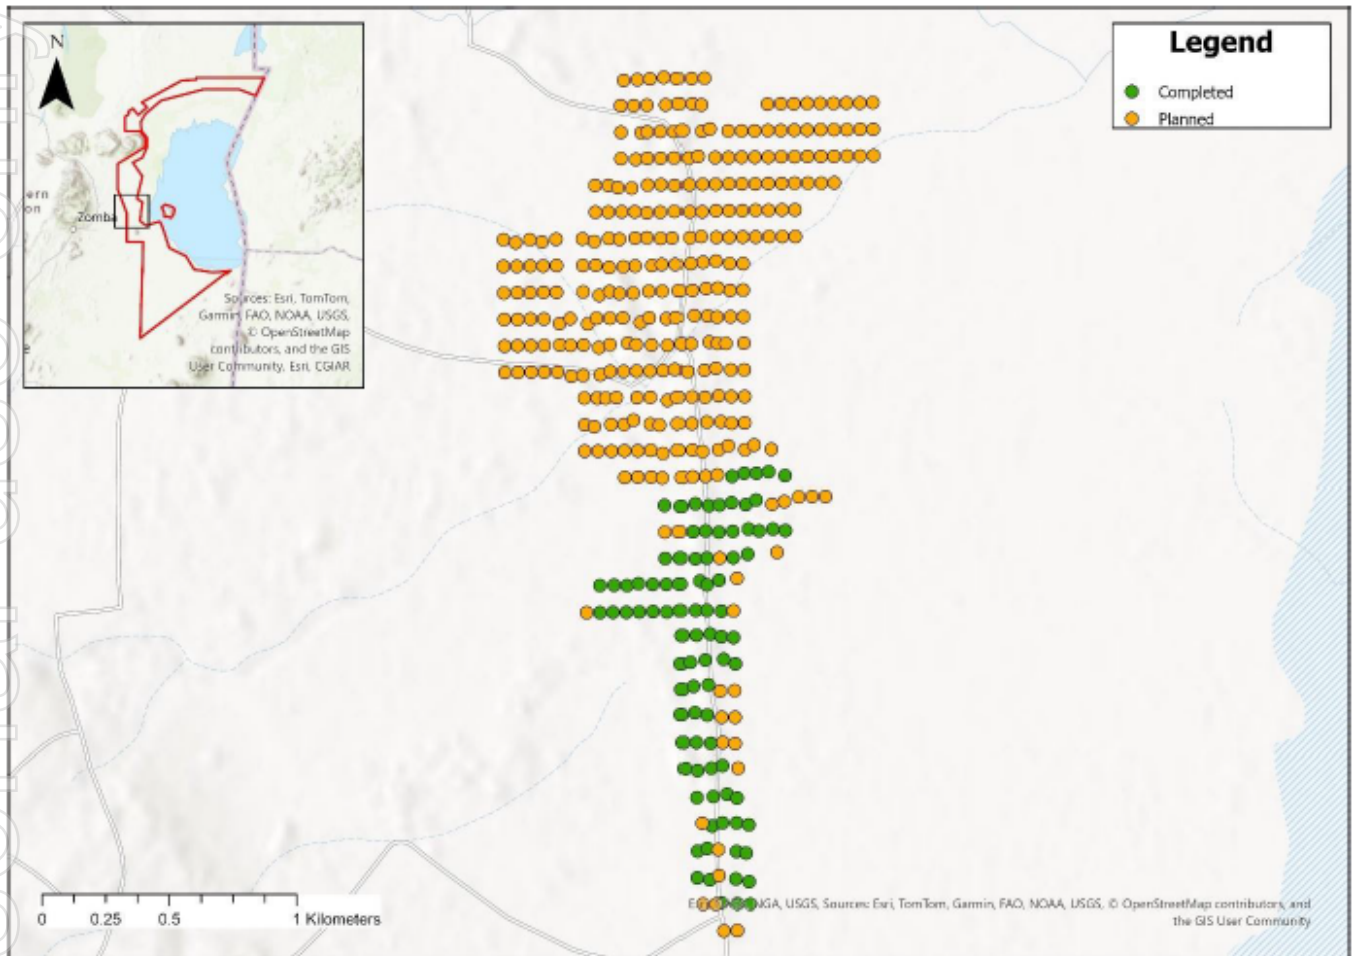 N
Legend
Completed
Planned
ern
on
Zomba
e
Sources: Esri, TomTom,
Garmin, FAO, NOAA, USGS,
© OpenStreetMap
contributors, and the GIS
User Community, Esri, CGIAR
0 0.25 0.5 1 Kilometers
NGA, USGS, Sources: Esri, TomTom, Garmin, FAO, NOAA, USGS, © OpenStreetMap contributors, and
the GIS User Community